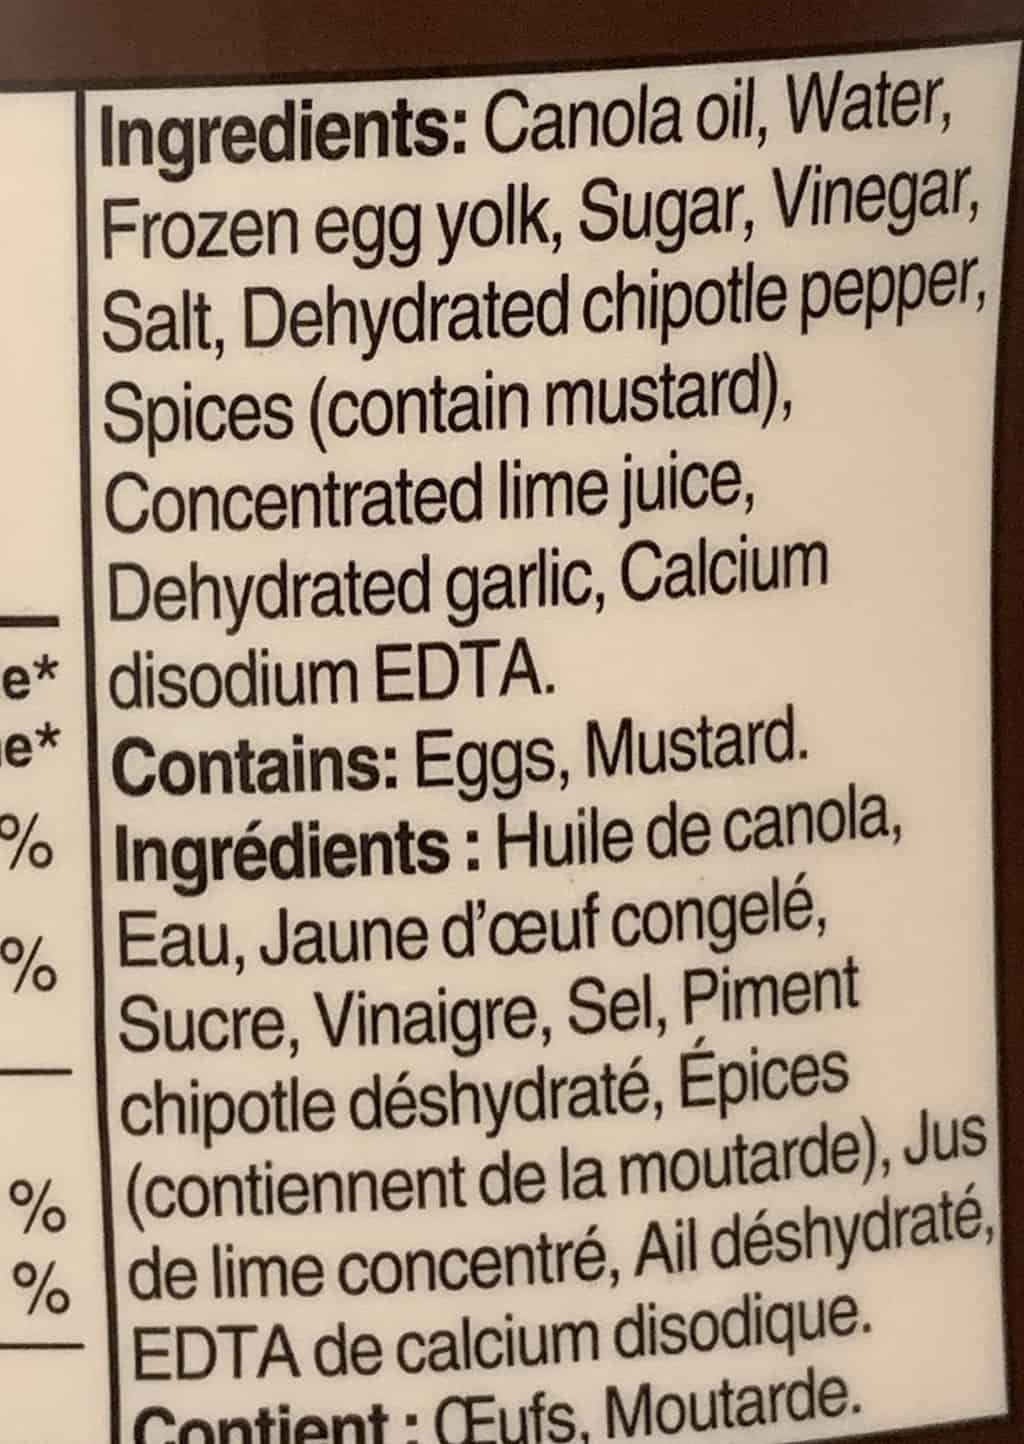 Ingredients: Canola oil, Water,
Frozen egg yolk, Sugar, Vinegar,
Salt, Dehydrated chipotle pepper,
Spices (contain mustard),
Concentrated lime juice,
Dehydrated garlic, Calcium
disodium EDTA.
Contains: Eggs, Mustard.
Ingrédients : Huile de canola,
Eau, Jaune d'œuf congelé,
Sucre, Vinaigre, Sel, Piment
chipotle déshydraté, Épices
(contiennent de la moutarde), Jus
de lime concentré, Ail déshydraté,
EDTA de calcium disodique.
Contient : Œufs, Moutarde.
e*
e*
%
%
%
%